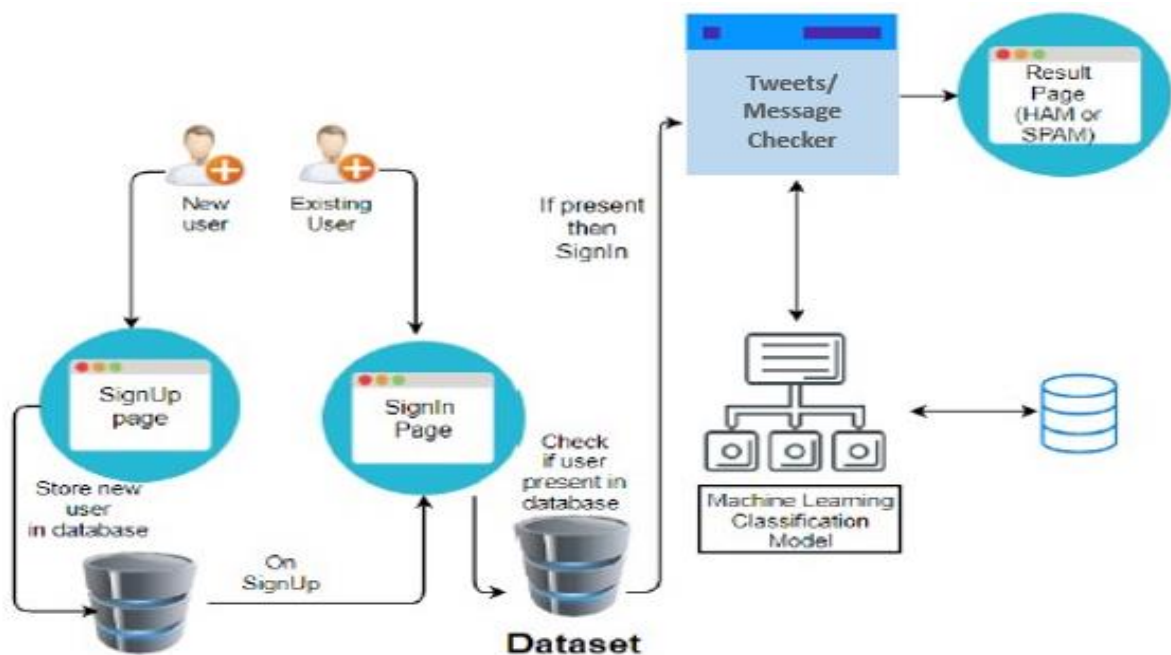 New
user
Existing
User
SignUp
page
Store new
user
in database
On
SignUp
SignIn
Page
Check
if user
present in
database
Dataset
If present
then
SignIn
Tweets/
Message
Checker
Result
Page
(HAM or
SPAM)
Machine Learning
Classification
Model